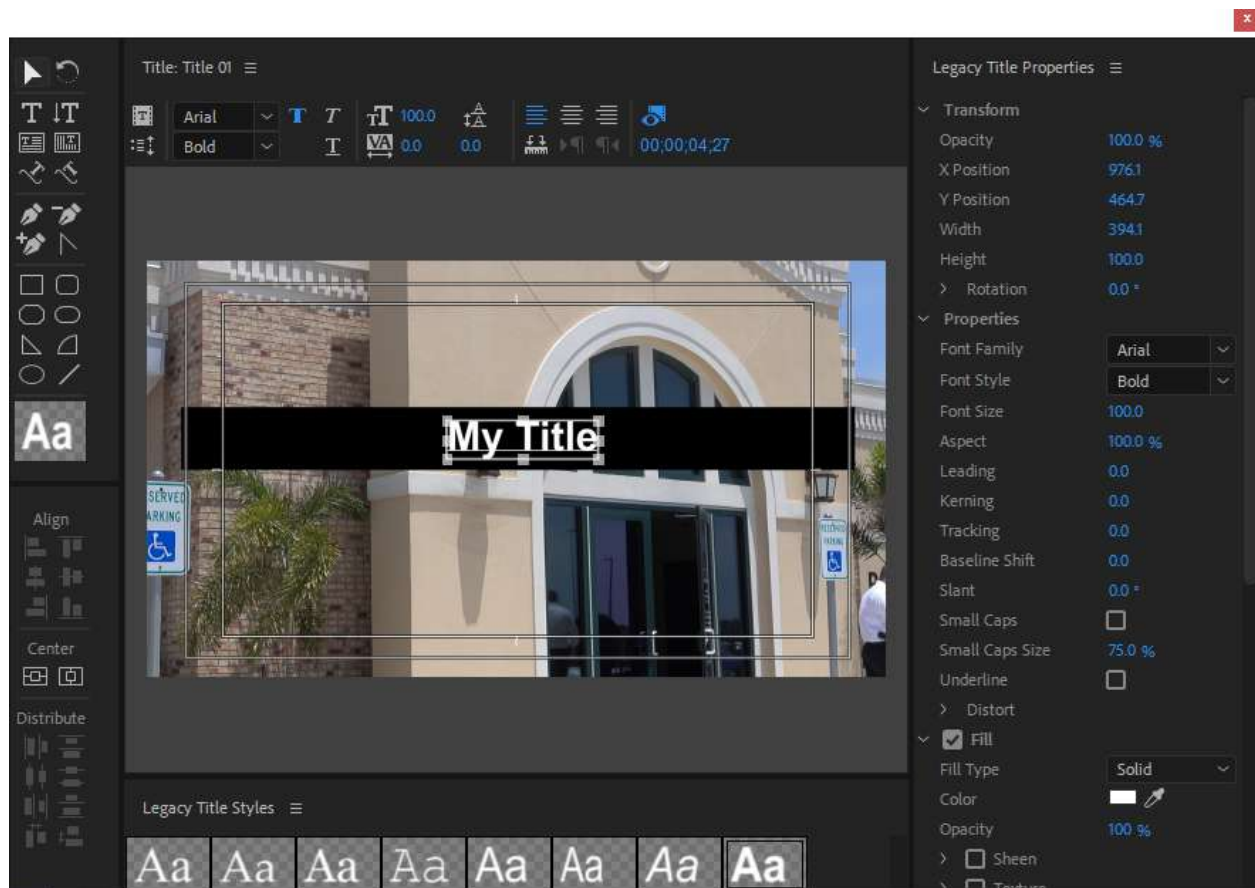 x
Title: Title 01
Arial
Bold
T
T
T
T
T
100.0
VA
0.0
A
A
0.0
00;00;04;27
T
T
Aa
Align
Center
Distribute
RESERVED
PARKING
My Title
Legacy Title Styles
Aa Aa Aa Aa Aa Aa Aa Aa
Legacy Title Properties
Transform
Opacity 100.0 %
X Position 976.1
Y Position 464.7
Width 394.1
Height 100.0
Rotation 0.0 °
Properties
Font Family Arial
Font Style Bold
Font Size 100.0
Aspect 100.0 %
Leading 0.0
Kerning 0.0
Tracking 0.0
Baseline Shift 0.0
Slant 0.0 °
Small Caps
Small Caps Size 75.0 %
Underline
Distort
Fill
Fill Type Solid
Color
Opacity 100 %
Sheen
Texture